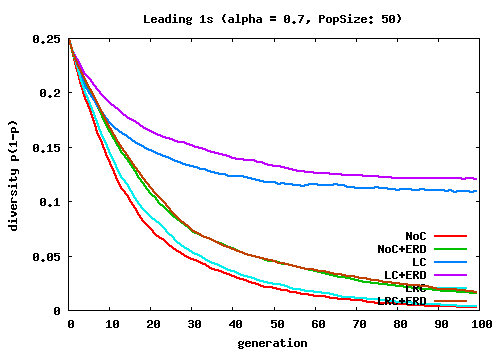 Leading 1s (alpha = 0.7, PopSize: 50)
0.25
0.2
0.15
0.1
0.05
0
diversity p(1-p)
NoC
NoC+ERD
LC
LC+ERD
LRC
LRC+ERD
0 10 20 30 40 50 60 70 80 90 100
generation